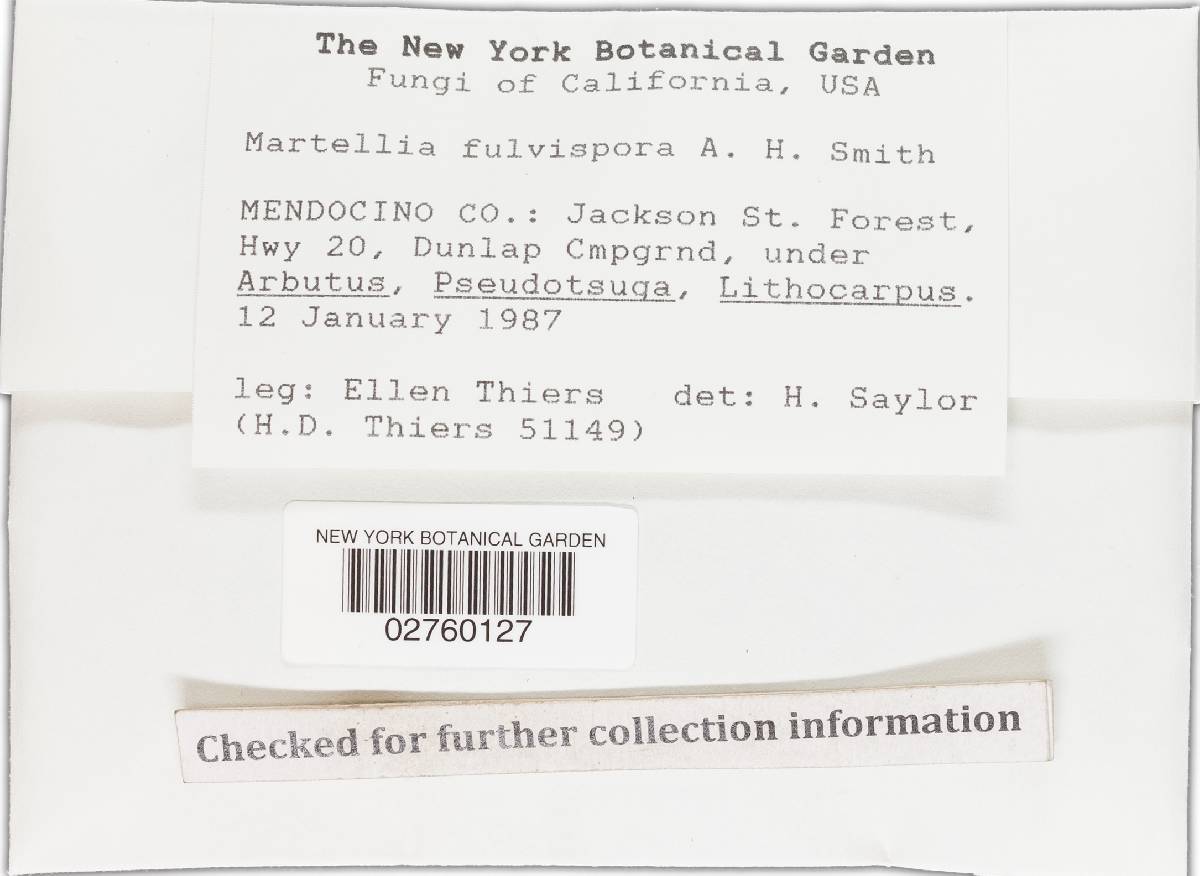 The New York Botanical Garden
Fungi of California, USA
Martellia fulvispora A. H. Smith
MENDOCINO CO.: Jackson St. Forest,
Hwy 20, Dunlap Cmpgrnd, under
Arbutus, Pseudotsuga, Lithocarpus.
12 January 1987
leg: Ellen Thiers det: H. Saylor
(H.D. Thiers 51149)
NEW YORK BOTANICAL GARDEN
02760127
Checked for further collection information